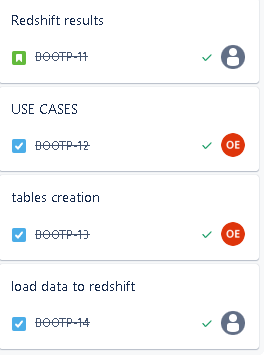 Redshift results
BOOTP-11
USE CASES
BOOTP-12
OE
tables creation
BOOTP-13
OE
load data to redshift
BOOTP-14